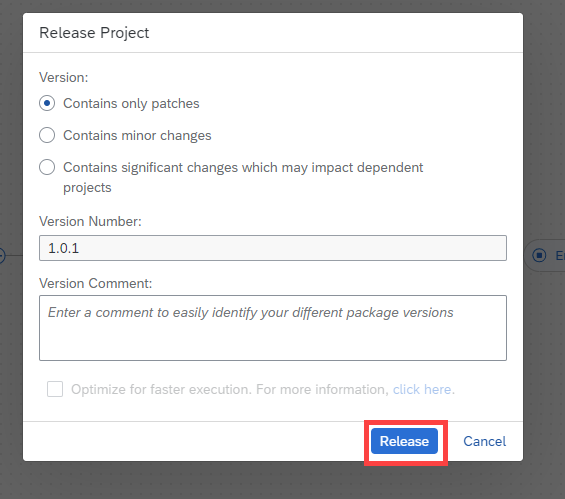 Release Project
Version:
Contains only patches
Contains minor changes
Contains significant changes which may impact dependent
projects
Version Number:
1.0.1
Version Comment:
Enter a comment to easily identify your different package versions
Optimize for faster execution. For more information, click here.
Release Cancel